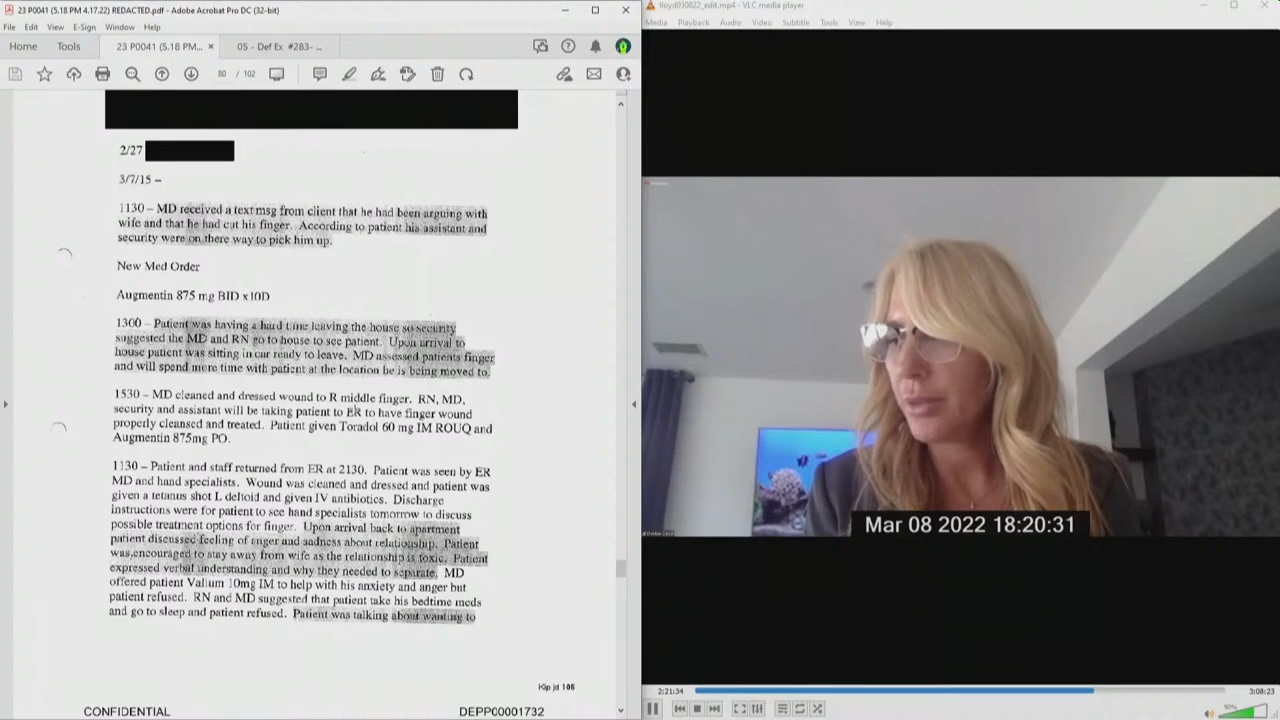 23 P0041 (5.18 PM 4.17.22) REDACTED.pdf - Adobe Acrobat Pro DC (32-bit)
File Edit View E-Sign Window Help
Home Tools 23 P0041 (5.18 PM... × 05 - Def Ex #283- ...
80 / 102
2/27
3/7/15 –
1130 – MD received a text msg from client that he had been arguing with
wife and that he had cut his finger. According to patient his assistant and
security were on there way to pick him up.
New Med Order
Augmentin 875 mg BID x10D
1300 – Patient was having a hard time leaving the house so security
suggested the MD and RN go to house to see patient. Upon arrival to
house patient was sitting in car ready to leave. MD assessed patients finger
and will spend more time with patient at the location he is being moved to.
1530 – MD cleaned and dressed wound to R middle finger. RN, MD,
security and assistant will be taking patient to ER to have finger wound
properly cleansed and treated. Patient given Toradol 60 mg IM ROUQ and
Augmentin 875mg PO.
1130 – Patient and staff returned from ER at 2130. Patient was seen by ER
MD and hand specialists. Wound was cleaned and dressed and patient was
given a tetanus shot L deltoid and given IV antibiotics. Discharge
instructions were for patient to see hand specialists tomorrow to discuss
possible treatment options for finger. Upon arrival back to apartment
patient discussed feeling of anger and sadness about relationship. Patient
was encouraged to stay away from wife as the relationship is toxic. Patient
expressed verbal understanding and why they needed to separate. MD
offered patient Valium 10mg IM to help with his anxiety and anger but
patient refused. RN and MD suggested that patient take his bedtime meds
and go to sleep and patient refused. Patient was talking about wanting to
Kip jd 106
CONFIDENTIAL DEPP00001732
lloyd030822_edit.mp4 - VLC media player
Media Playback Audio Video Subtitle Tools View Help
Mar 08 2022 18:20:31
2:21:34 3:08:23
90%